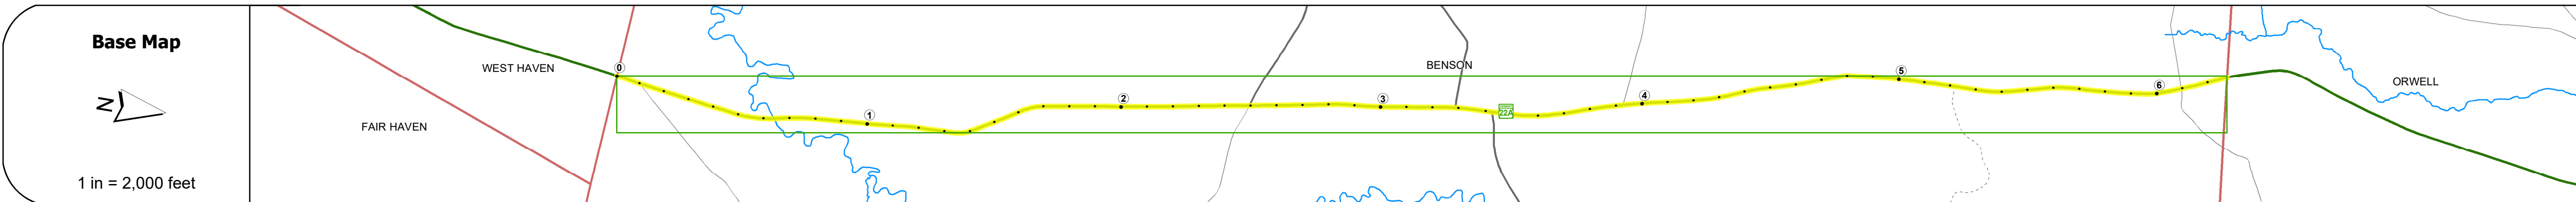 Base Map
N
1 in = 2,000 feet
WEST HAVEN
FAIR HAVEN
0
1
2
3
BENSON
22A
4
5
6
ORWELL